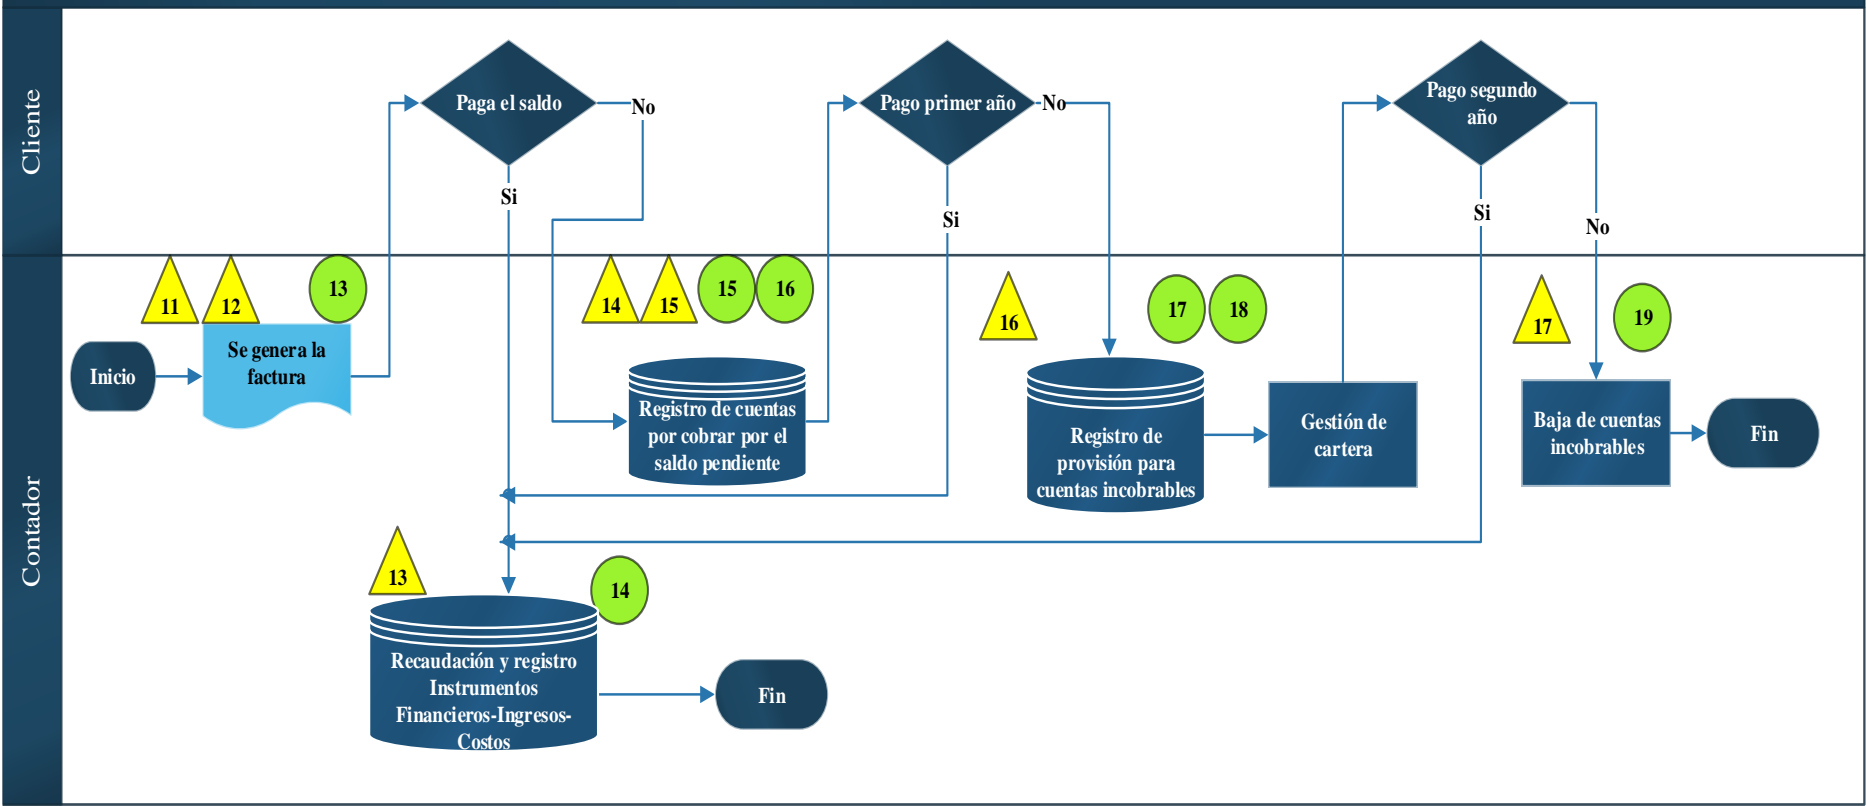 Cliente
Paga el saldo
No
Si
Pago primer año
No
Si
Pago segundo
año
Si
No
Contador
11
12
13
Inicio
Se genera la
factura
14
15
15
16
Registro de cuentas
por cobrar por el
saldo pendiente
16
17
18
Registro de
provisión para
cuentas incobrables
Gestión de
cartera
17
19
Baja de cuentas
incobrables
Fin
13
14
Recaudación y registro
Instrumentos
Financieros-Ingresos-
Costos
Fin